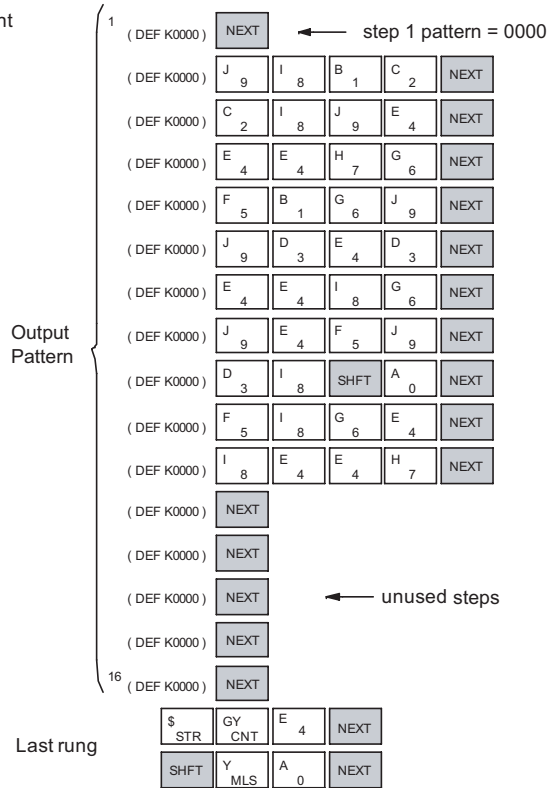 nt
1 ( DEF K0000 ) NEXT step 1 pattern = 0000
( DEF K0000 ) J 9 I 8 B 1 C 2 NEXT
( DEF K0000 ) C 2 I 8 J 9 E 4 NEXT
( DEF K0000 ) E 4 E 4 H 7 G 6 NEXT
( DEF K0000 ) F 5 B 1 G 6 J 9 NEXT
( DEF K0000 ) J 9 D 3 E 4 D 3 NEXT
( DEF K0000 ) E 4 E 4 I 8 G 6 NEXT
Output Pattern
( DEF K0000 ) J 9 E 4 F 5 J 9 NEXT
( DEF K0000 ) D 3 I 8 SHFT A 0 NEXT
( DEF K0000 ) F 5 I 8 G 6 E 4 NEXT
( DEF K0000 ) I 8 E 4 E 4 H 7 NEXT
( DEF K0000 ) NEXT
( DEF K0000 ) NEXT
( DEF K0000 ) NEXT unused steps
( DEF K0000 ) NEXT
16 ( DEF K0000 ) NEXT
Last rung
$ STR GY CNT E 4 NEXT
SHFT Y MLS A 0 NEXT